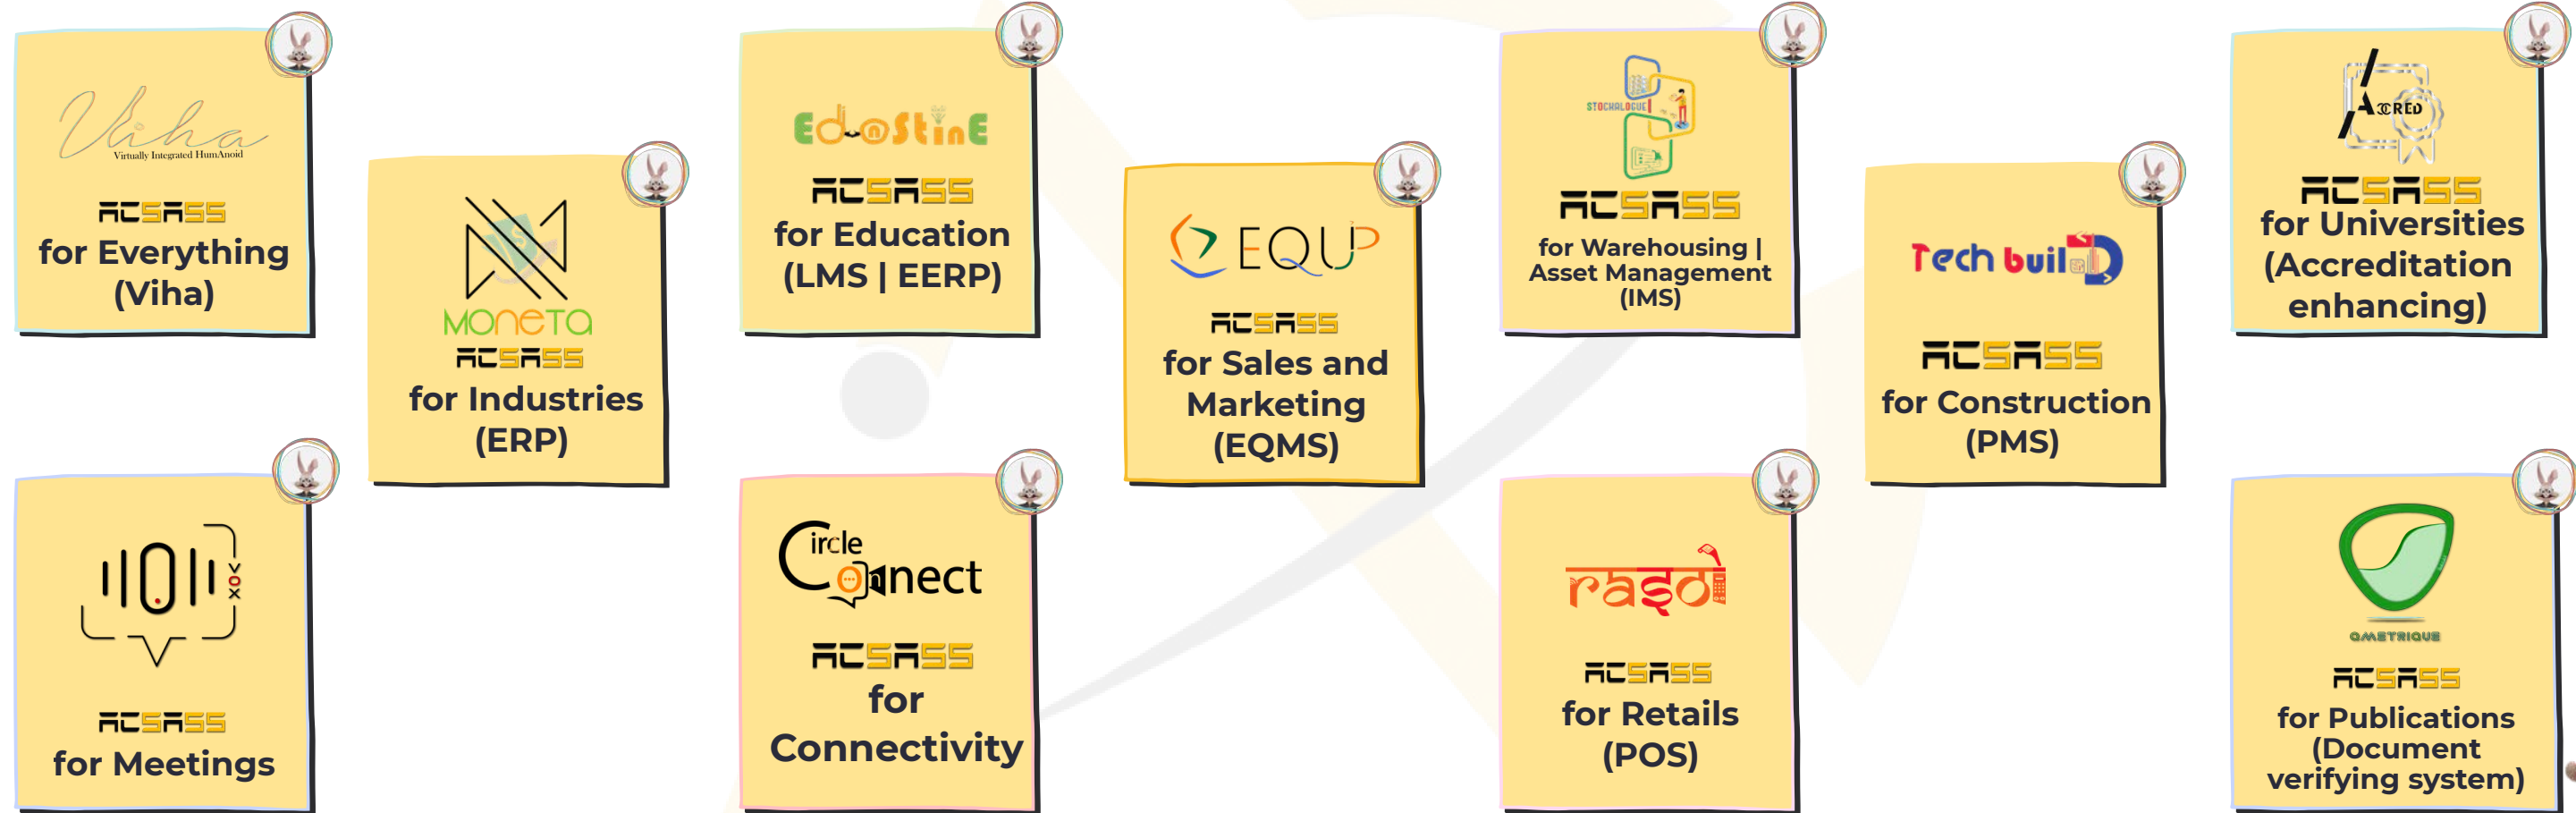 Viha
Virtually Integrated HumAnoid
ACSASS
for Everything
(Viha)
MONETA
ACSASS
for Industries
(ERP)
EdunStinE
ACSASS
for Education
(LMS | EERP)
EQUP
ACSASS
for Sales and
Marketing
(EQMS)
STOCHALOGUE
ACSASS
for Warehousing |
Asset Management
(IMS)
Tech builD
ACSASS
for Construction
(PMS)
ACCRED
ACSASS
for Universities
(Accreditation
enhancing)
VOX
ACSASS
for Meetings
Circle
Connect
ACSASS
for
Connectivity
rasoi
ACSASS
for Retails
(POS)
QMETRIQUE
ACSASS
for Publications
(Document
verifying system)